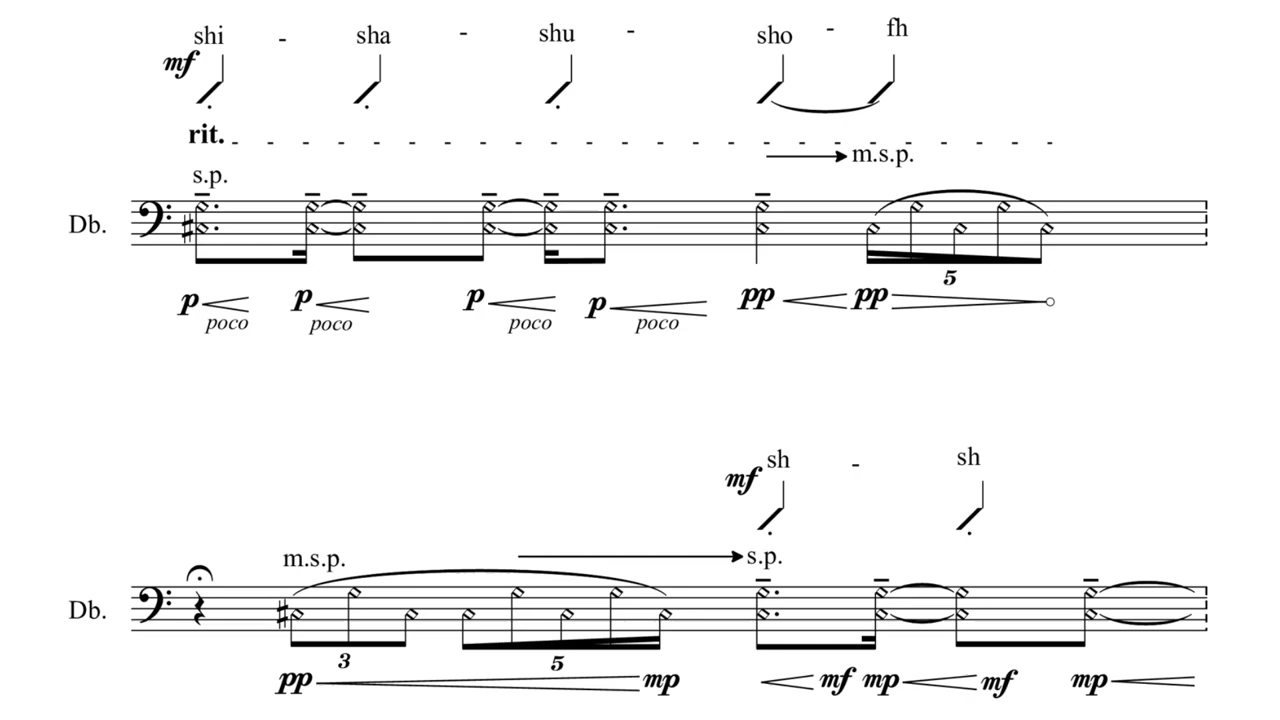 shi - sha - shu - sho - fh
mf
rit.
m.s.p.
s.p.
Db.
5
p p p p pp pp
poco poco poco poco
sh - sh
mf
m.s.p. s.p.
Db.
3 5
pp mp mf mp mf mp